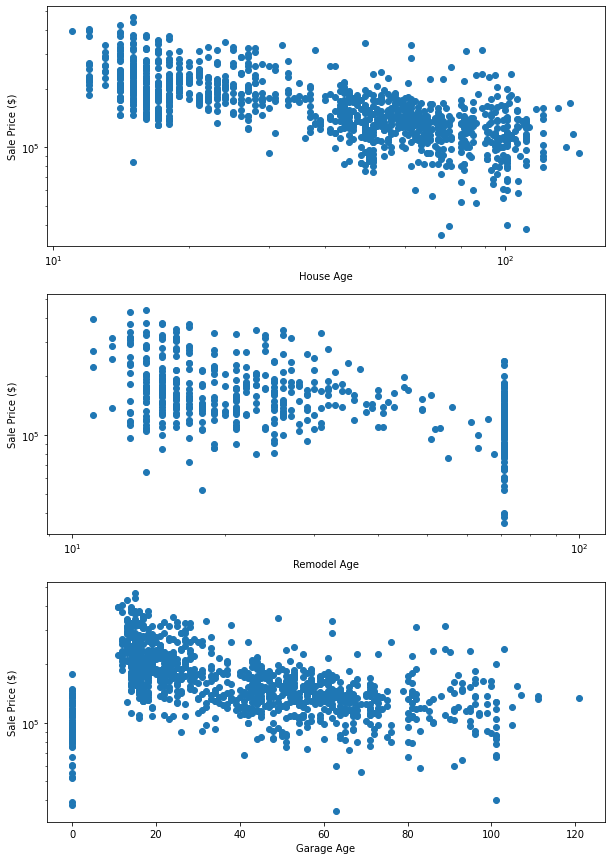 Sale Price ($)
10^5
10^1
10^2
House Age
Sale Price ($)
10^5
10^1
10^2
Remodel Age
Sale Price ($)
10^5
0
20
40
60
80
100
120
Garage Age